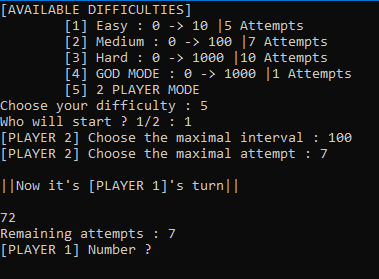 [AVAILABLE DIFFICULTIES]
[1] Easy : 0 -> 10 |5 Attempts
[2] Medium : 0 -> 100 |7 Attempts
[3] Hard : 0 -> 1000 |10 Attempts
[4] GOD MODE : 0 -> 1000 |1 Attempts
[5] 2 PLAYER MODE
Choose your difficulty : 5
Who will start ? 1/2 : 1
[PLAYER 2] Choose the maximal interval : 100
[PLAYER 2] Choose the maximal attempt : 7
||Now it's [PLAYER 1]'s turn||
72
Remaining attempts : 7
[PLAYER 1] Number ?